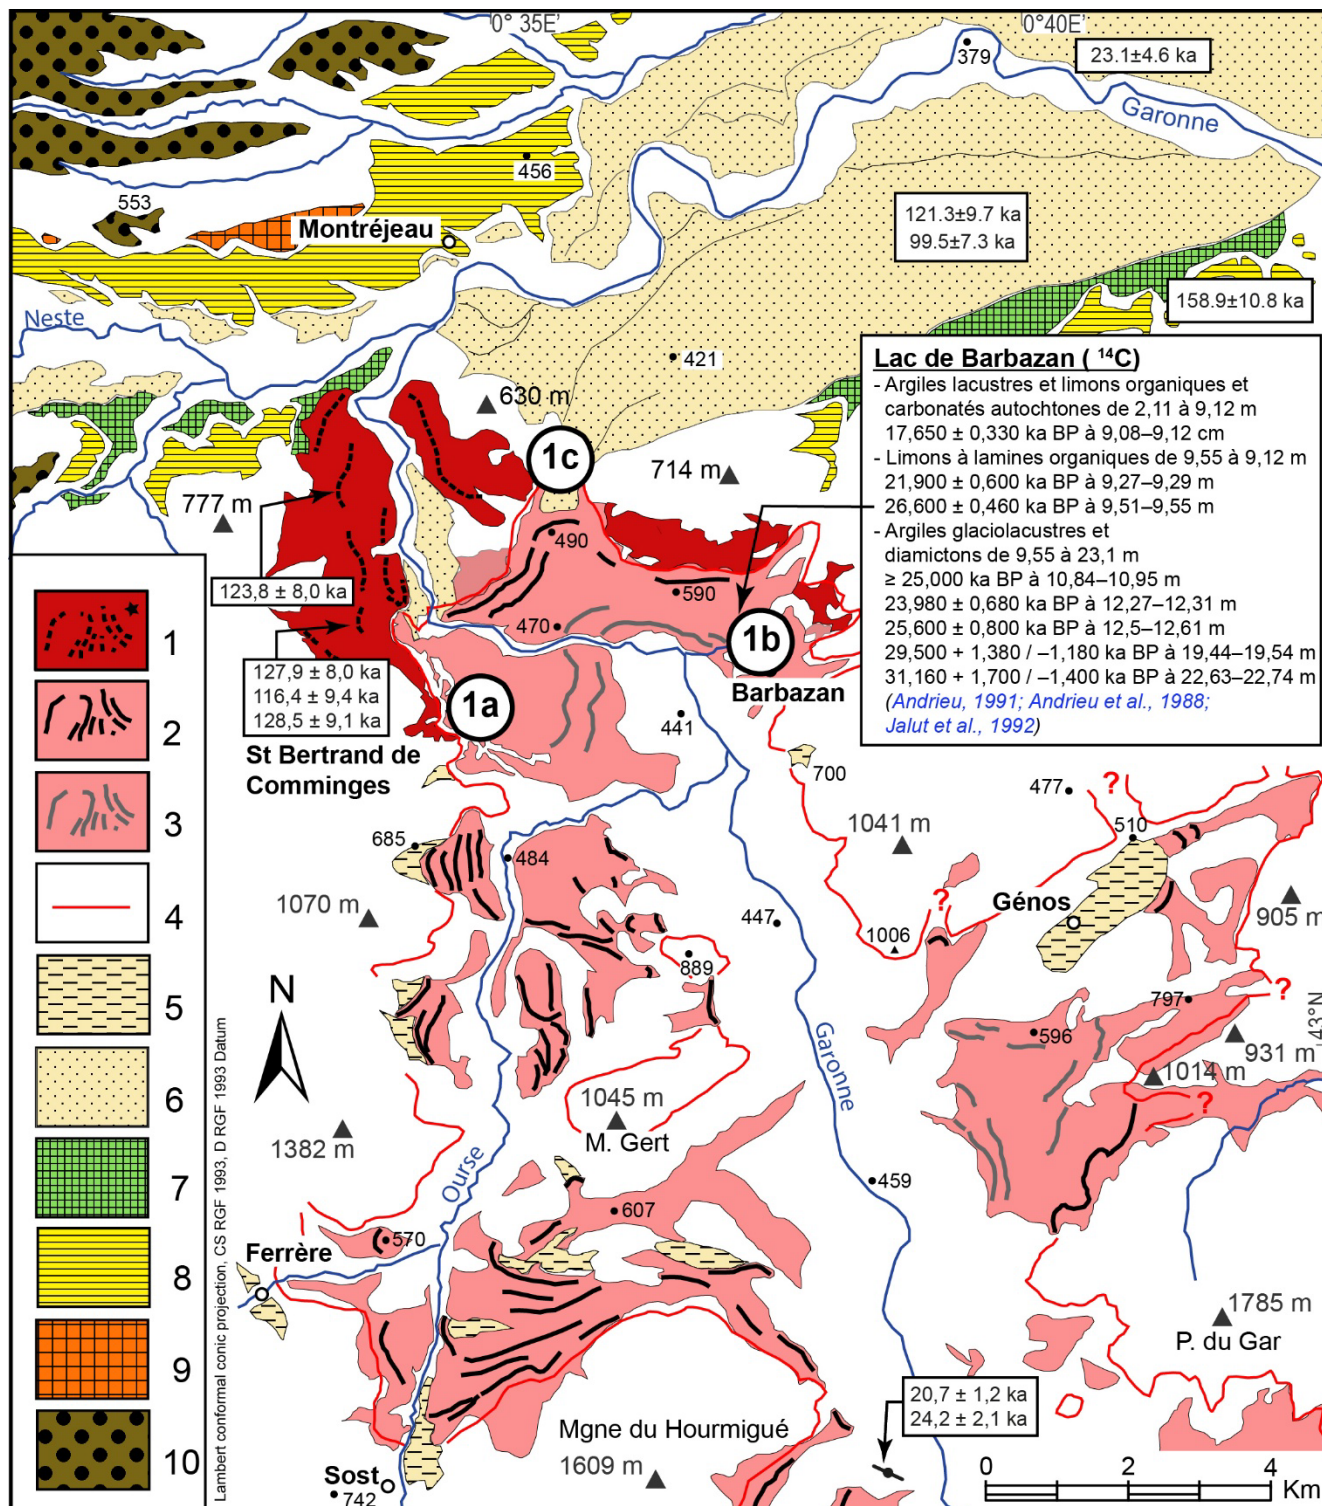 0° 35E'
0° 40E'
379
23.1±4.6 ka
Garonne
456
553
Montréjeau
121.3±9.7 ka
99.5±7.3 ka
158.9±10.8 ka
Neste
421
630 m
1c
714 m
777 m
490
123,8 ± 8,0 ka
590
470
1b
127,9 ± 8,0 ka
116,4 ± 9,4 ka
128,5 ± 9,1 ka
1a
Barbazan
441
St Bertrand de
Comminges
Lac de Barbazan ( ¹⁴C)
- Argiles lacustres et limons organiques et
carbonatés autochtones de 2,11 à 9,12 m
17,650 ± 0,330 ka BP à 9,08–9,12 cm
- Limons à lamines organiques de 9,55 à 9,12 m
21,900 ± 0,600 ka BP à 9,27–9,29 m
26,600 ± 0,460 ka BP à 9,51–9,55 m
- Argiles glaciolacustres et
diamictons de 9,55 à 23,1 m
≥ 25,000 ka BP à 10,84–10,95 m
23,980 ± 0,680 ka BP à 12,27–12,31 m
25,600 ± 0,800 ka BP à 12,5–12,61 m
29,500 + 1,380 / –1,180 ka BP à 19,44–19,54 m
31,160 + 1,700 / –1,400 ka BP à 22,63–22,74 m
(Andrieu, 1991; Andrieu et al., 1988;
Jalut et al., 1992)
700
477
?
510
685
484
1041 m
1070 m
Génos
905 m
447
?
1006
889
N
797
?
596
43°N
931 m
1014 m
Garonne
1045 m
M. Gert
?
1382 m
Ourse
459
607
570
Ferrère
1785 m
P. du Gar
20,7 ± 1,2 ka
24,2 ± 2,1 ka
Mgne du Hourmigué
1609 m
Sost
742
0 2 4
Km
1
2
3
4
5
6
7
8
9
10
Lambert conformal conic projection, CS RGF 1993, D RGF 1993 Datum